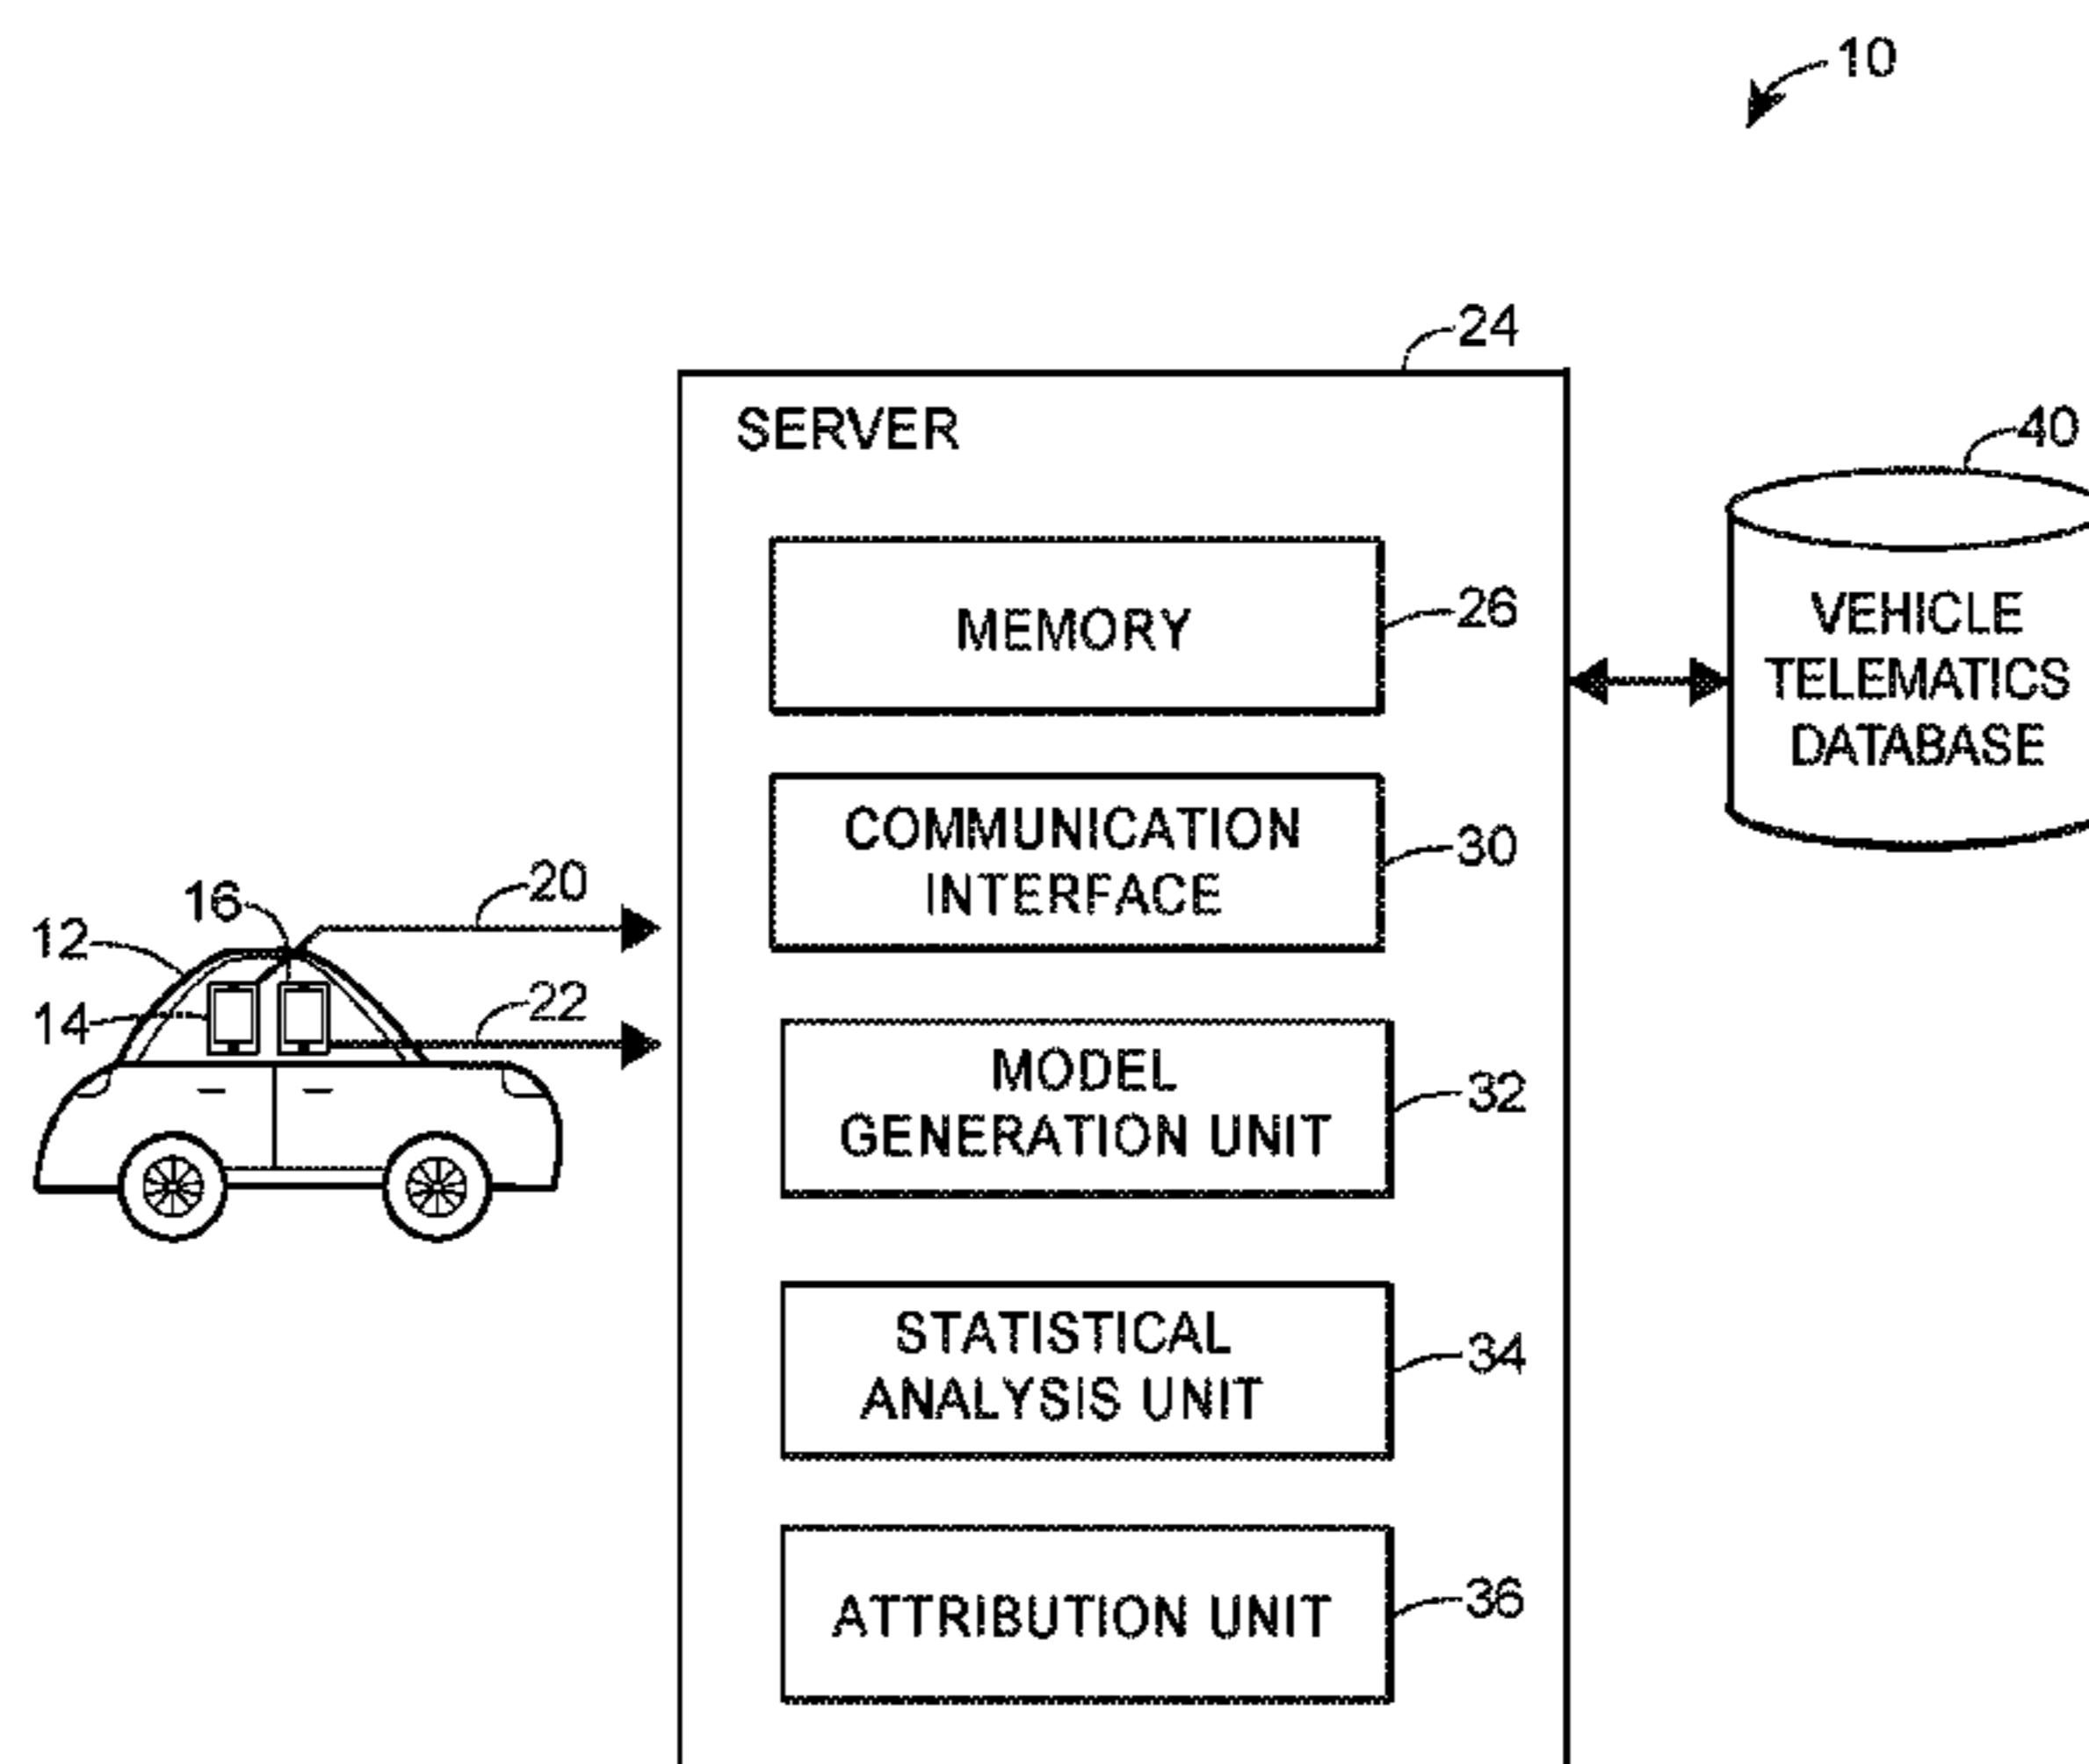 10
24
SERVER
40
MEMORY
26
VEHICLE
TELEMATICS
DATABASE
COMMUNICATION
INTERFACE
30
16
20
12
14
22
MODEL
GENERATION UNIT
32
STATISTICAL
ANALYSIS UNIT
34
ATTRIBUTION UNIT
36